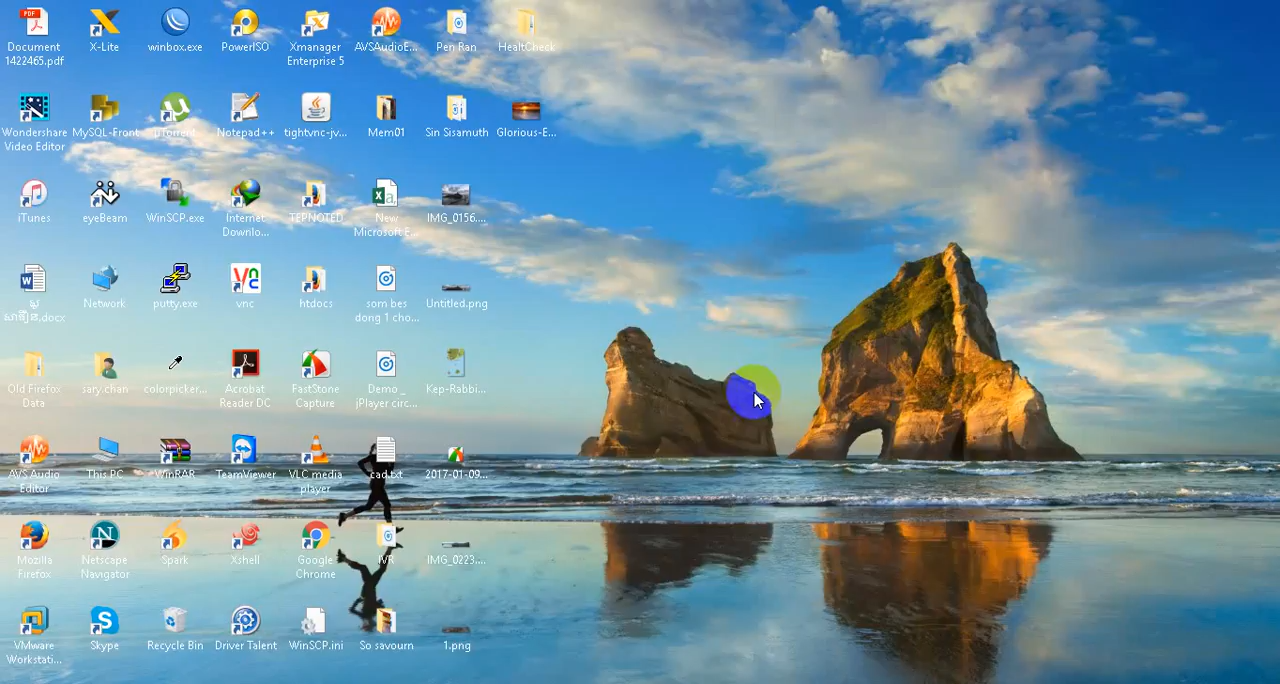 Document
1422465.pdf
X-Lite
winbox.exe
PowerISO
Xmanager
Enterprise 5
AVSAudioE...
Pen Ran
HealtCheck
Wondershare
Video Editor
MySQL-Front
uTorrent
Notepad++
tightvnc-jv...
Mem01
Sin Sisamuth
Glorious-E...
iTunes
eyeBeam
WinSCP.exe
Internet
Downlo...
TEPNOTED
New
Microsoft E...
IMG_0156....
.docx
Network
putty.exe
vnc
htdocs
sorn bes
dong 1 cho...
Untitled.png
Old Firefox
Data
sary.chan
colorpicker...
Acrobat
Reader DC
FastStone
Capture
Demo _
jPlayer circ...
Kep-Rabbi...
AVS Audio
Editor
This PC
WinRAR
TeamViewer
VLC media
player
cad.txt
2017-01-09...
Mozilla
Firefox
Netscape
Navigator
Spark
Xshell
Google
Chrome
IVR
IMG_0223....
VMware
Workstati...
Skype
Recycle Bin
Driver Talent
WinSCP.ini
So savourn
1.png